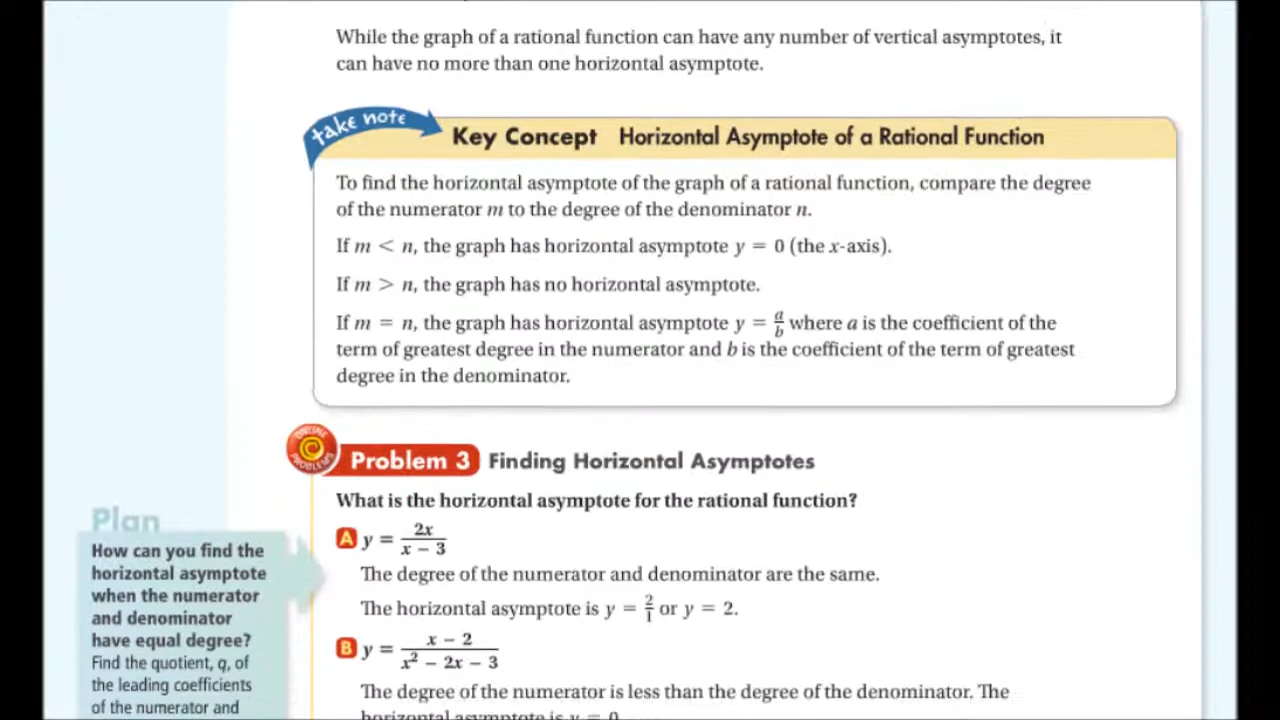 While the graph of a rational function can have any number of vertical asymptotes, it
can have no more than one horizontal asymptote.
take note
Key Concept Horizontal Asymptote of a Rational Function
To find the horizontal asymptote of the graph of a rational function, compare the degree
of the numerator m to the degree of the denominator n.
If m < n, the graph has horizontal asymptote y = 0 (the x-axis).
If m > n, the graph has no horizontal asymptote.
If m = n, the graph has horizontal asymptote y = a/b where a is the coefficient of the
term of greatest degree in the numerator and b is the coefficient of the term of greatest
degree in the denominator.
ONLINE
PROBLEMS
Problem 3 Finding Horizontal Asymptotes
What is the horizontal asymptote for the rational function?
A y = 2x/(x − 3)
The degree of the numerator and denominator are the same.
The horizontal asymptote is y = 2/1 or y = 2.
B y = (x − 2)/(x² − 2x − 3)
The degree of the numerator is less than the degree of the denominator. The
horizontal asymptote is y = 0
Plan
How can you find the
horizontal asymptote
when the numerator
and denominator
have equal degree?
Find the quotient, q, of
the leading coefficients
of the numerator and